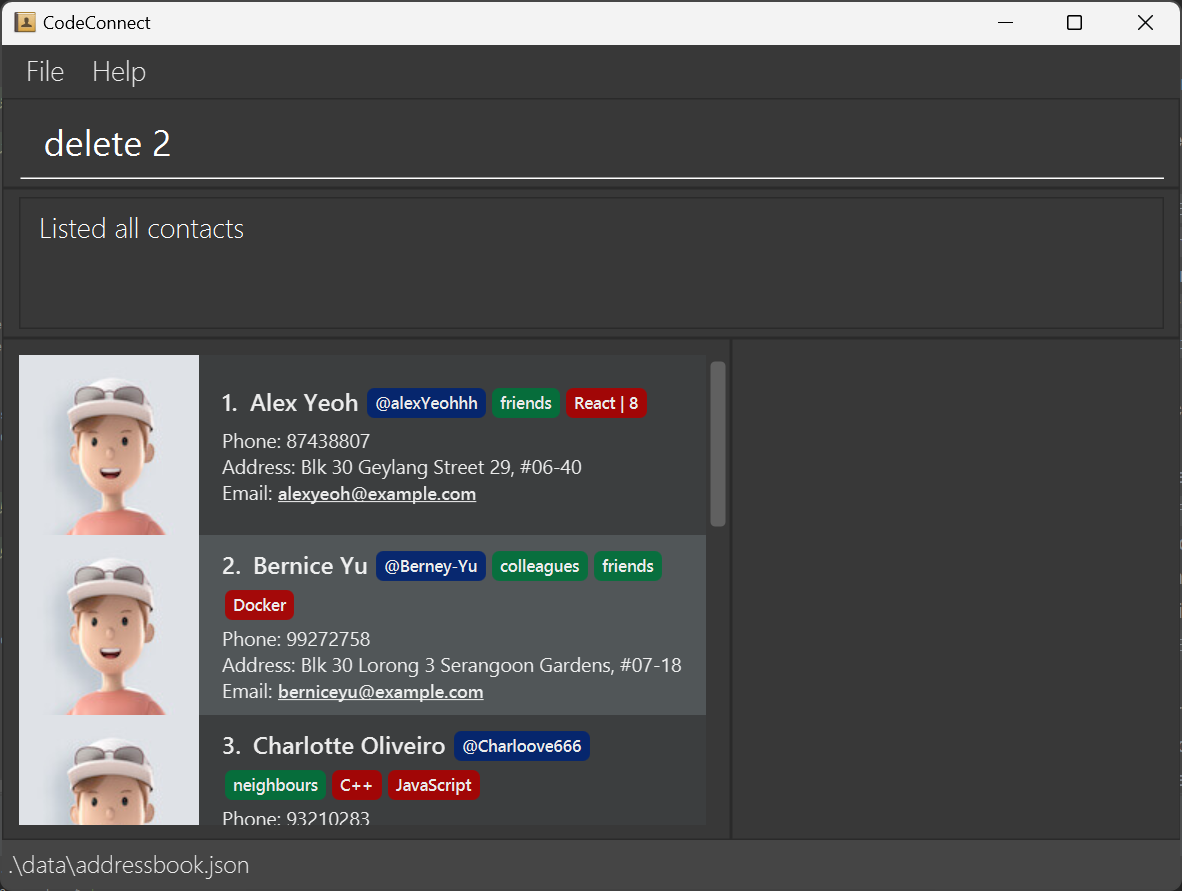 CodeConnect
File Help
delete 2
Listed all contacts
1. Alex Yeoh @alexYeohhh friends React | 8
Phone: 87438807
Address: Blk 30 Geylang Street 29, #06-40
Email: alexyeoh@example.com
2. Bernice Yu @Berney-Yu colleagues friends
Docker
Phone: 99272758
Address: Blk 30 Lorong 3 Serangoon Gardens, #07-18
Email: berniceyu@example.com
3. Charlotte Oliveiro @Charloove666
neighbours C++ JavaScript
Phone: 93210283
.\data\addressbook.json